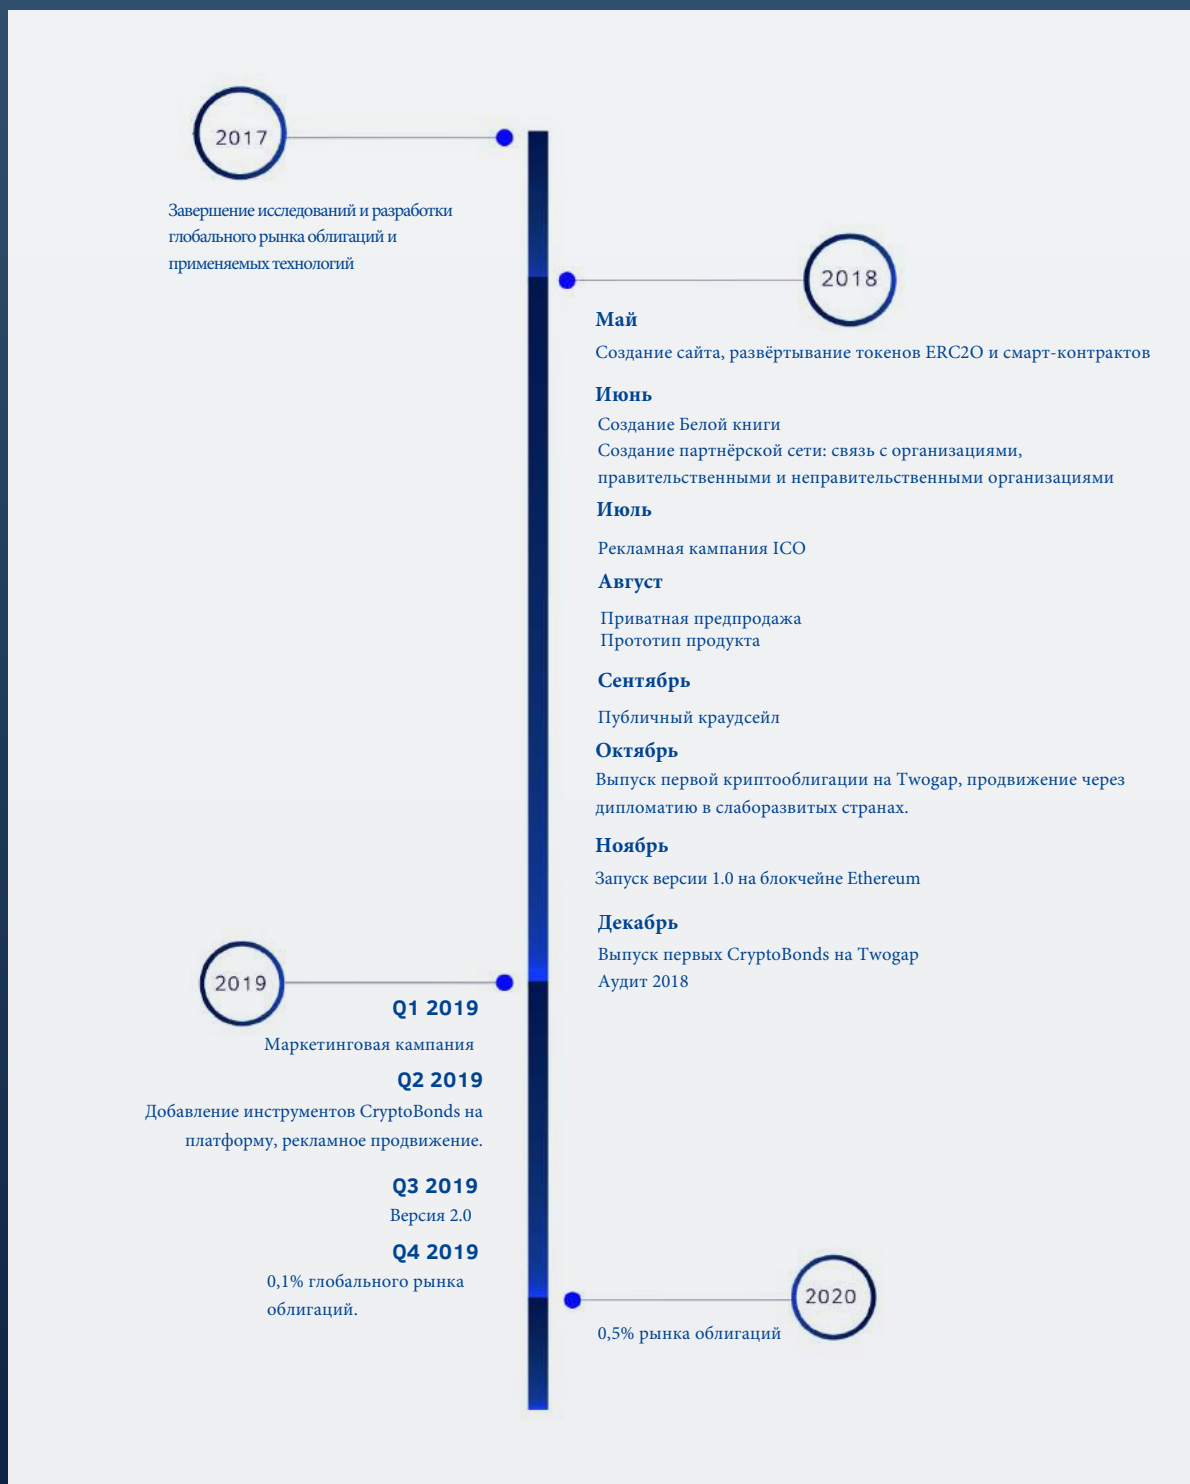 2017
Завершение исследований и разработки
глобального рынка облигаций и
применяемых технологий
2018
Май
Создание сайта, развёртывание токенов ERC2O и смарт-контрактов
Июнь
Создание Белой книги
Создание партнёрской сети: связь с организациями,
правительственными и неправительственными организациями
Июль
Рекламная кампания ICO
Август
Приватная предпродажа
Прототип продукта
Сентябрь
Публичный краудсейл
Октябрь
Выпуск первой криптооблигации на Twogap, продвижение через
дипломатию в слаборазвитых странах.
Ноябрь
Запуск версии 1.0 на блокчейне Ethereum
Декабрь
Выпуск первых CryptoBonds на Twogap
Аудит 2018
2019
Q1 2019
Маркетинговая кампания
Q2 2019
Добавление инструментов CryptoBonds на
платформу, рекламное продвижение.
Q3 2019
Версия 2.0
Q4 2019
0,1% глобального рынка
облигаций.
2020
0,5% рынка облигаций